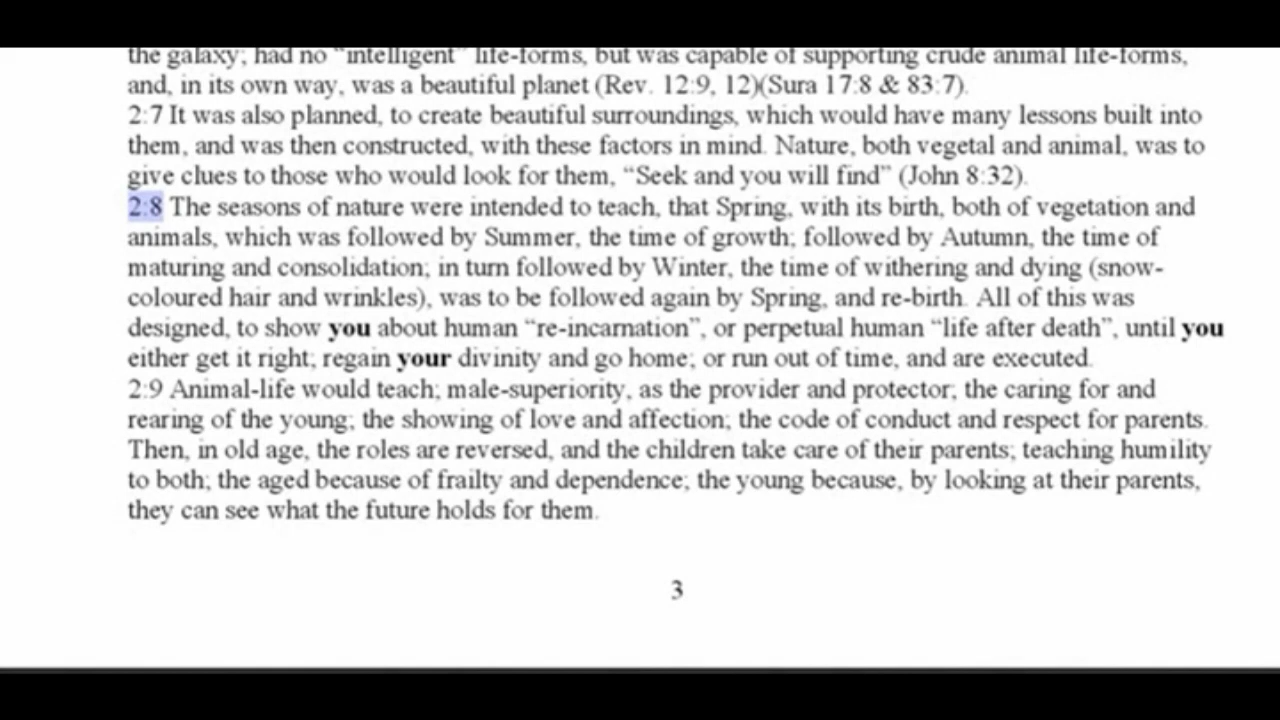 the galaxy; had no “intelligent” life-forms, but was capable of supporting crude animal life-forms,
and, in its own way, was a beautiful planet (Rev. 12:9, 12)(Sura 17:8 & 83:7).
2:7 It was also planned, to create beautiful surroundings, which would have many lessons built into
them, and was then constructed, with these factors in mind. Nature, both vegetal and animal, was to
give clues to those who would look for them, “Seek and you will find” (John 8:32).
2:8 The seasons of nature were intended to teach, that Spring, with its birth, both of vegetation and
animals, which was followed by Summer, the time of growth; followed by Autumn, the time of
maturing and consolidation; in turn followed by Winter, the time of withering and dying (snow-
coloured hair and wrinkles), was to be followed again by Spring, and re-birth. All of this was
designed, to show you about human “re-incarnation”, or perpetual human “life after death”, until you
either get it right; regain your divinity and go home; or run out of time, and are executed.
2:9 Animal-life would teach; male-superiority, as the provider and protector; the caring for and
rearing of the young; the showing of love and affection; the code of conduct and respect for parents.
Then, in old age, the roles are reversed, and the children take care of their parents; teaching humility
to both; the aged because of frailty and dependence; the young because, by looking at their parents,
they can see what the future holds for them.
3